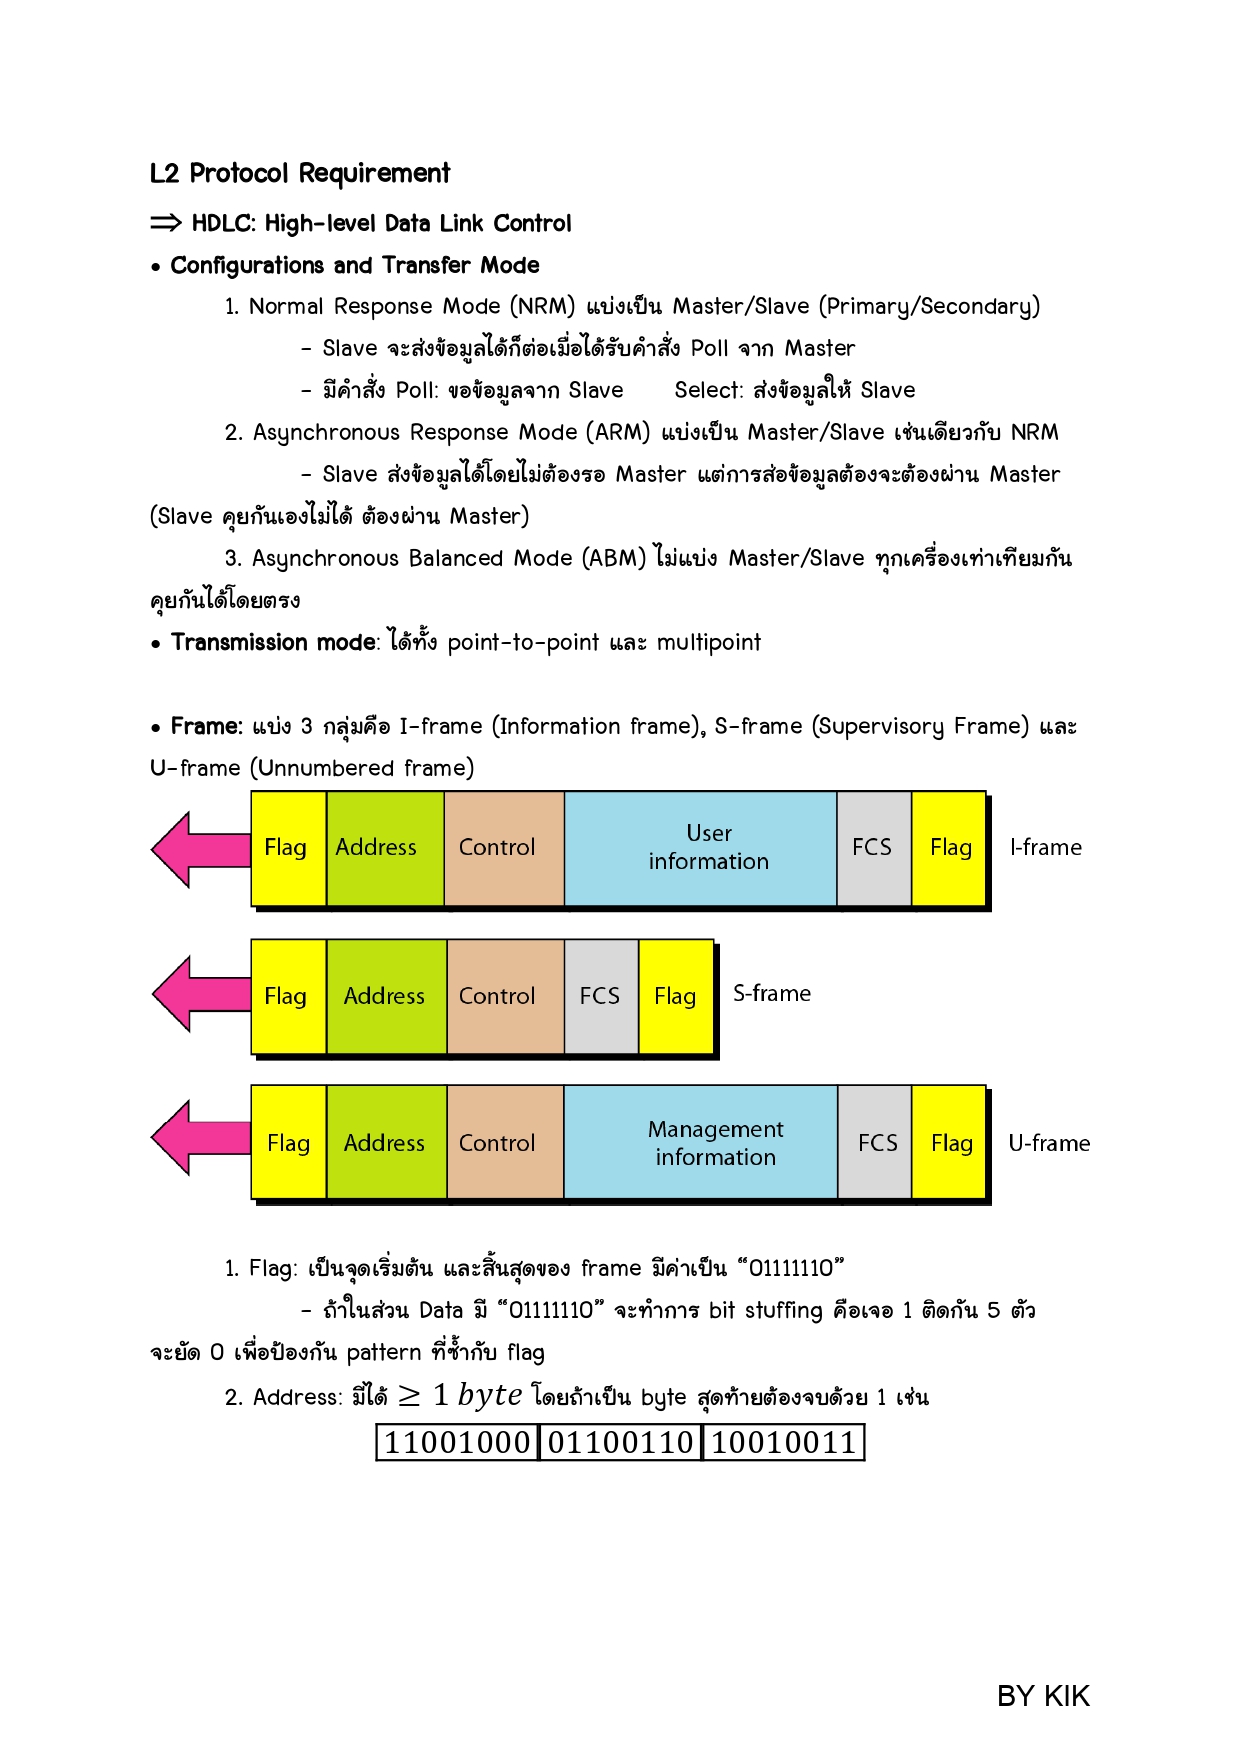 L2 Protocol Requirement
⇒ HDLC: High-level Data Link Control
• Configurations and Transfer Mode
1. Normal Response Mode (NRM) แบ่งเป็น Master/Slave (Primary/Secondary)
- Slave จะส่งข้อมูลได้ก็ต่อเมื่อได้รับคำสั่ง Poll จาก Master
- มีคำสั่ง Poll: ขอข้อมูลจาก Slave Select: ส่งข้อมูลให้ Slave
2. Asynchronous Response Mode (ARM) แบ่งเป็น Master/Slave เช่นเดียวกับ NRM
- Slave ส่งข้อมูลได้โดยไม่ต้องรอ Master แต่การส่อข้อมูลต้องจะต้องผ่าน Master
(Slave คุยกันเองไม่ได้ ต้องผ่าน Master)
3. Asynchronous Balanced Mode (ABM) ไม่แบ่ง Master/Slave ทุกเครื่องเท่าเทียมกัน
คุยกันได้โดยตรง
• Transmission mode: ได้ทั้ง point-to-point และ multipoint
• Frame: แบ่ง 3 กลุ่มคือ I-frame (Information frame), S-frame (Supervisory Frame) และ
U-frame (Unnumbered frame)
Flag Address Control User information FCS Flag I-frame
Flag Address Control FCS Flag S-frame
Flag Address Control Management information FCS Flag U-frame
1. Flag: เป็นจุดเริ่มต้น และสิ้นสุดของ frame มีค่าเป็น “01111110”
- ถ้าในส่วน Data มี “01111110” จะทำการ bit stuffing คือเจอ 1 ติดกัน 5 ตัว
จะยัด 0 เพื่อป้องกัน pattern ที่ซ้ำกับ flag
2. Address: มีได้ ≥ 1 byte โดยถ้าเป็น byte สุดท้ายต้องจบด้วย 1 เช่น
11001000 01100110 10010011
BY KIK